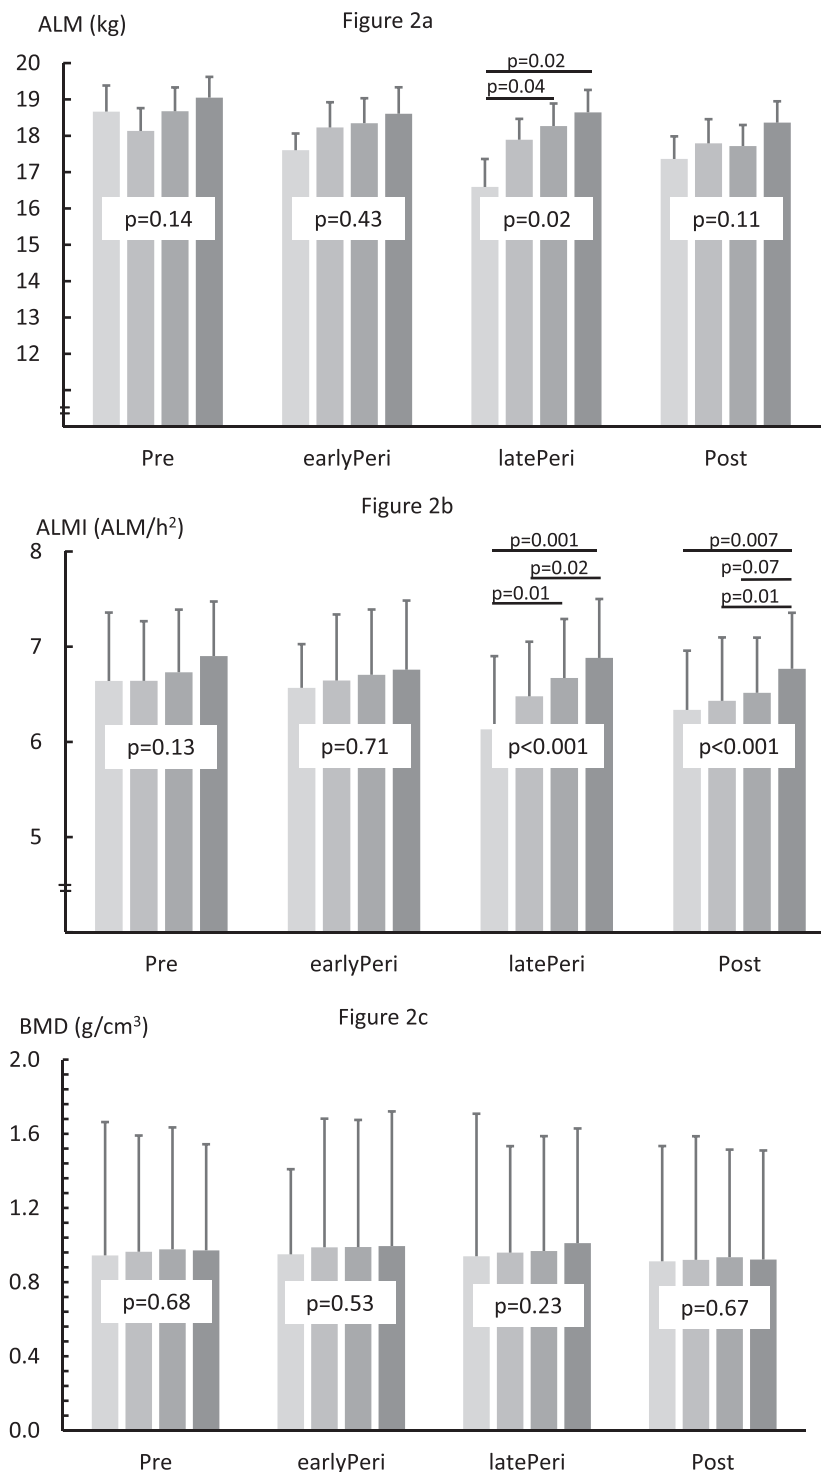 Figure 2a
ALM (kg)
20
19
18
17
16
15
14
13
12
p=0.02
p=0.04
p=0.14
p=0.43
p=0.02
p=0.11
Pre
earlyPeri
latePeri
Post
Figure 2b
ALMI (ALM/h²)
8
7
6
5
p=0.001
p=0.02
p=0.01
p=0.007
p=0.07
p=0.01
p=0.13
p=0.71
p<0.001
p<0.001
Pre
earlyPeri
latePeri
Post
Figure 2c
BMD (g/cm³)
2.0
1.6
1.2
0.8
0.4
0.0
p=0.68
p=0.53
p=0.23
p=0.67
Pre
earlyPeri
latePeri
Post